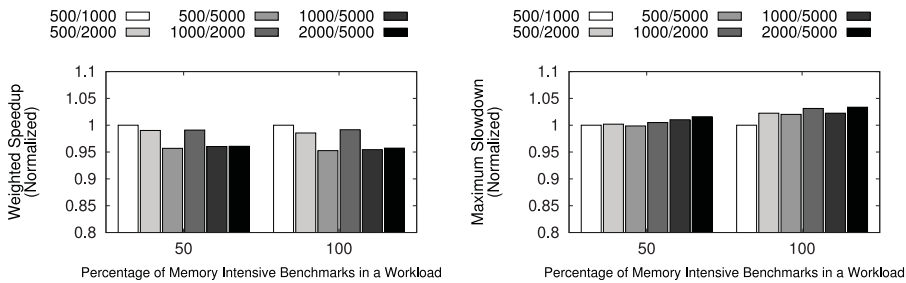 500/1000 500/5000 1000/5000
500/2000 1000/2000 2000/5000
Weighted Speedup
(Normalized)
1.1
1.05
1
0.95
0.9
0.85
0.8
50 100
Percentage of Memory Intensive Benchmarks in a Workload
500/1000 500/5000 1000/5000
500/2000 1000/2000 2000/5000
Maximum Slowdown
(Normalized)
1.1
1.05
1
0.95
0.9
0.85
0.8
50 100
Percentage of Memory Intensive Benchmarks in a Workload